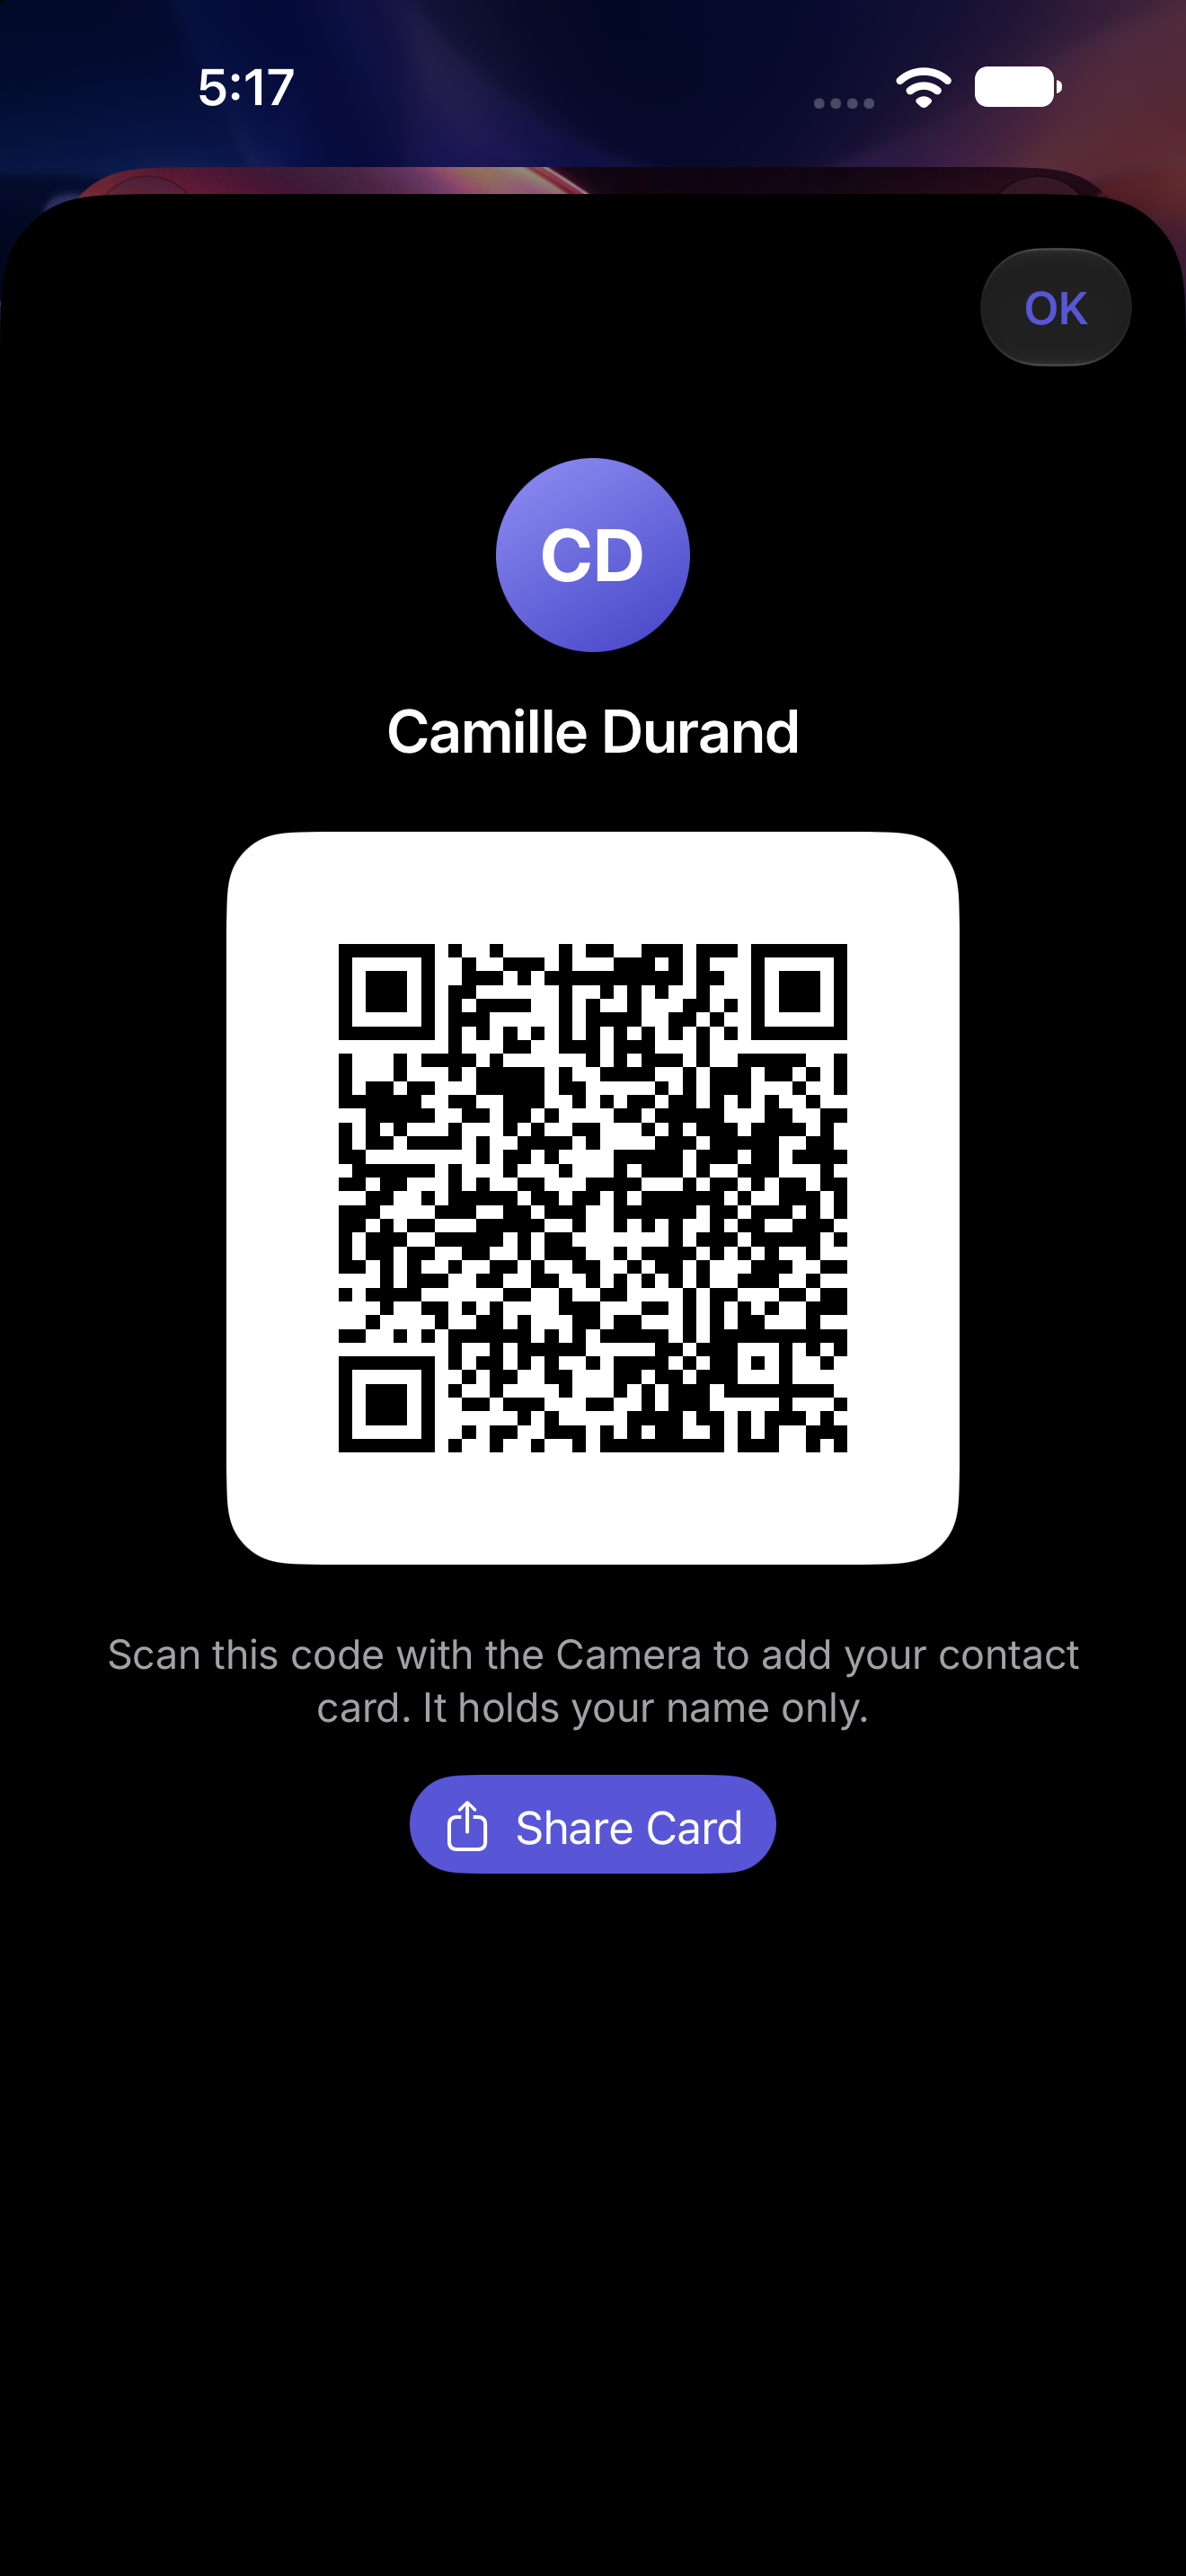 5:17
OK
CD
Camille Durand
Scan this code with the Camera to add your contact
card. It holds your name only.
Share Card